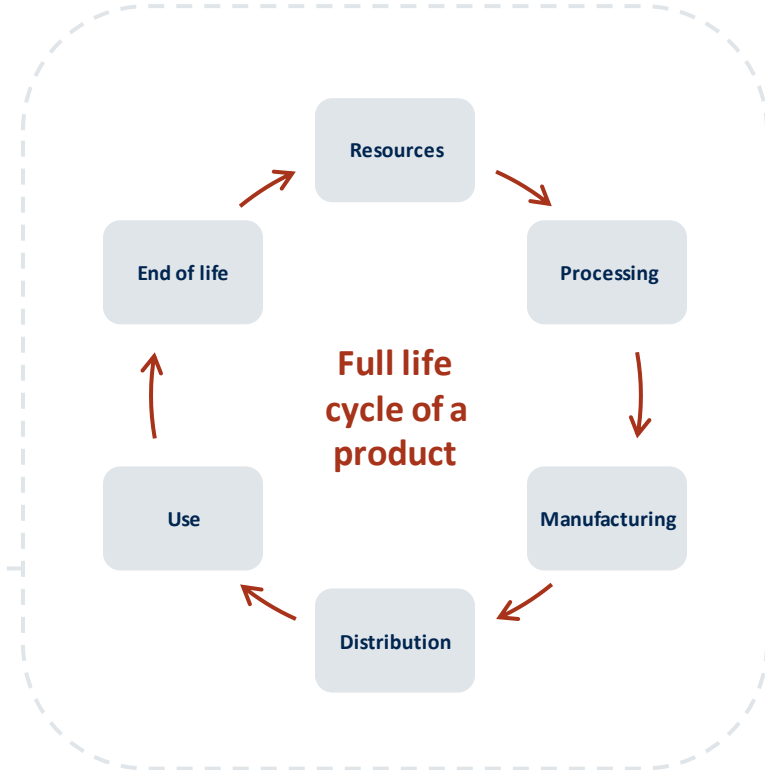 Resources
Processing
Manufacturing
Distribution
Use
End of life
Full life
cycle of a
product